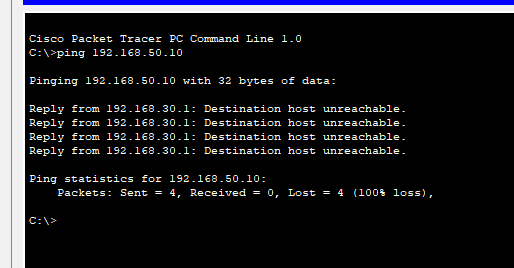 Cisco Packet Tracer PC Command Line 1.0
C:\>ping 192.168.50.10
Pinging 192.168.50.10 with 32 bytes of data:
Reply from 192.168.30.1: Destination host unreachable.
Reply from 192.168.30.1: Destination host unreachable.
Reply from 192.168.30.1: Destination host unreachable.
Reply from 192.168.30.1: Destination host unreachable.
Ping statistics for 192.168.50.10:
Packets: Sent = 4, Received = 0, Lost = 4 (100% loss),
C:\>